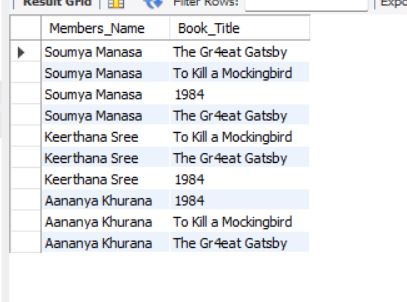 Result Grid Filter Rows: Expo
Members_Name Book_Title
Soumya Manasa The Gr4eat Gatsby
Soumya Manasa To Kill a Mockingbird
Soumya Manasa 1984
Soumya Manasa The Gr4eat Gatsby
Keerthana Sree To Kill a Mockingbird
Keerthana Sree The Gr4eat Gatsby
Keerthana Sree 1984
Aananya Khurana 1984
Aananya Khurana To Kill a Mockingbird
Aananya Khurana The Gr4eat Gatsby